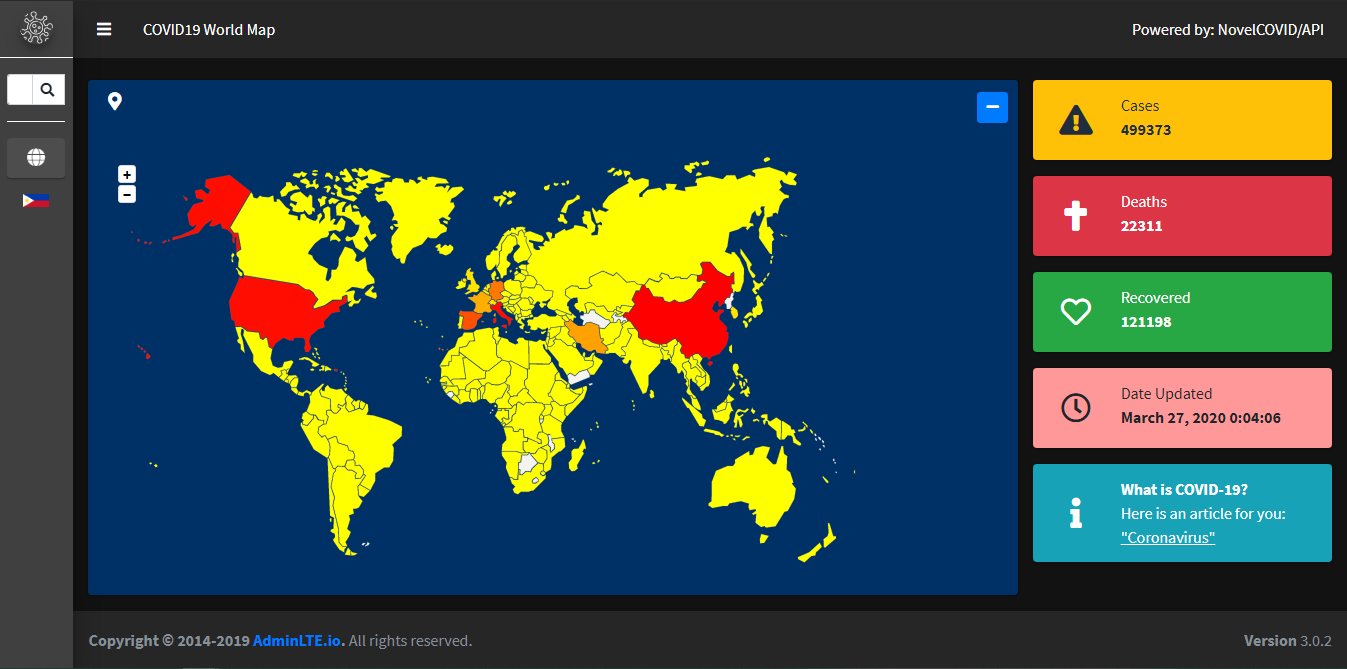 COVID19 World Map
Powered by: NovelCOVID/API
+
−
−
Cases
499373
Deaths
22311
Recovered
121198
Date Updated
March 27, 2020 0:04:06
What is COVID-19?
Here is an article for you:
"Coronavirus"
Copyright © 2014-2019 AdminLTE.io. All rights reserved.
Version 3.0.2